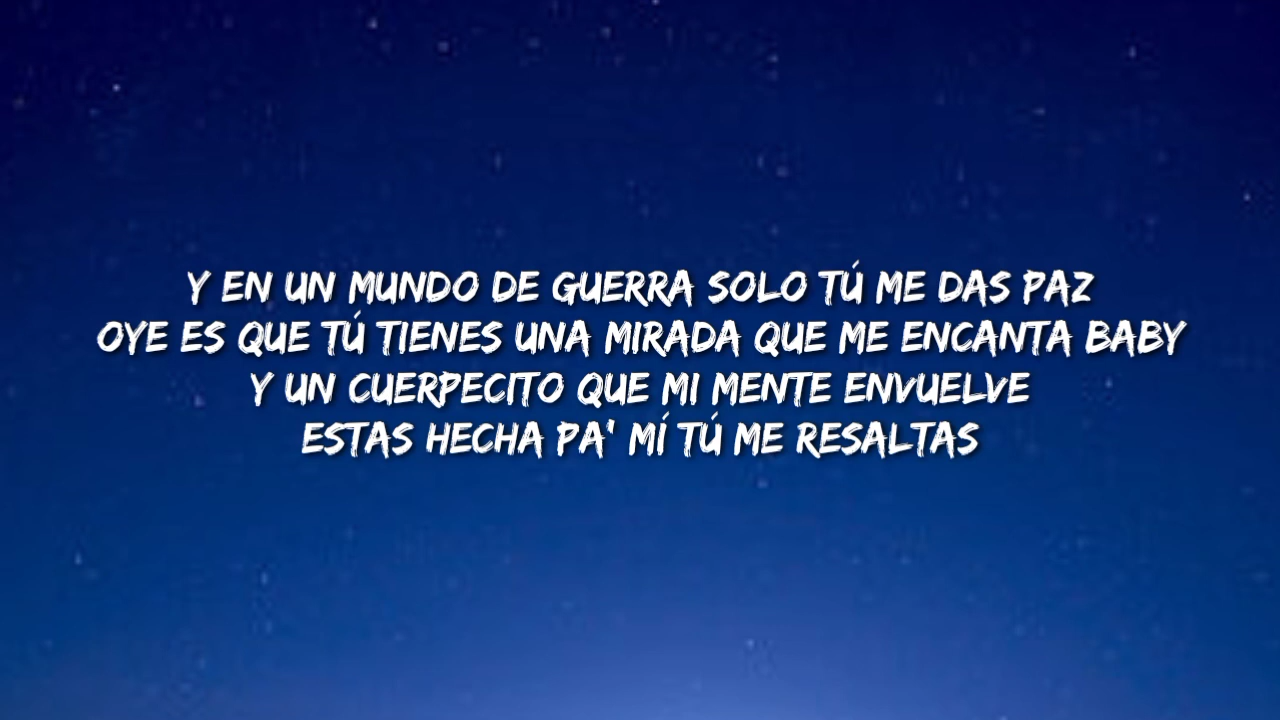 Y EN UN MUNDO DE GUERRA SOLO TÚ ME DAS PAZ
OYE ES QUE TÚ TIENES UNA MIRADA QUE ME ENCANTA BABY
Y UN CUERPECITO QUE MI MENTE ENVUELVE
ESTAS HECHA PA' MÍ TÚ ME RESALTAS